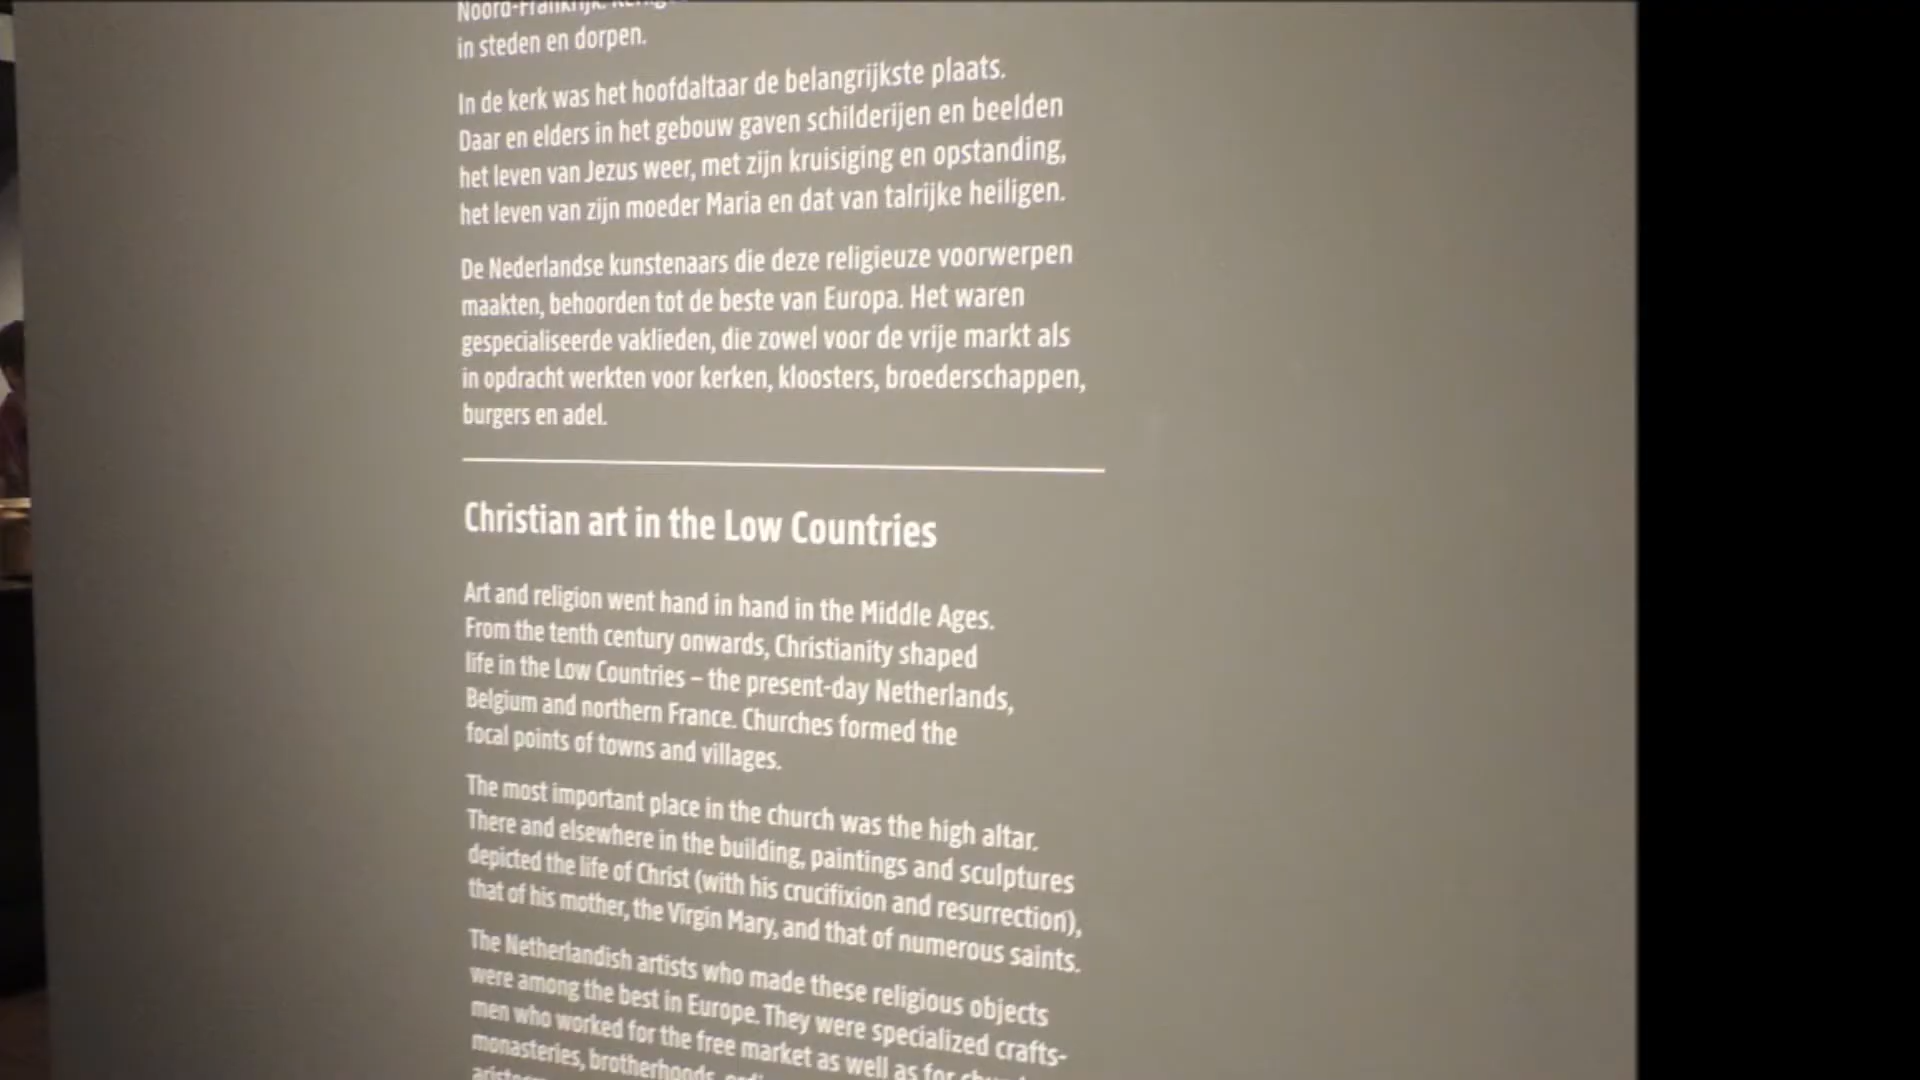 Noord-Frankrijk.
in steden en dorpen.
In de kerk was het hoofdaltaar de belangrijkste plaats.
Daar en elders in het gebouw gaven schilderijen en beelden
het leven van Jezus weer, met zijn kruisiging en opstanding,
het leven van zijn moeder Maria en dat van talrijke heiligen.
De Nederlandse kunstenaars die deze religieuze voorwerpen
maakten, behoorden tot de beste van Europa. Het waren
gespecialiseerde vaklieden, die zowel voor de vrije markt als
in opdracht werkten voor kerken, kloosters, broederschappen,
burgers en adel.
Christian art in the Low Countries
Art and religion went hand in hand in the Middle Ages.
From the tenth century onwards, Christianity shaped
life in the Low Countries – the present-day Netherlands,
Belgium and northern France. Churches formed the
focal points of towns and villages.
The most important place in the church was the high altar.
There and elsewhere in the building, paintings and sculptures
depicted the life of Christ (with his crucifixion and resurrection),
that of his mother, the Virgin Mary, and that of numerous saints.
The Netherlandish artists who made these religious objects
were among the best in Europe. They were specialized crafts-
men who worked for the free market as well as for
monasteries, brotherhoods,